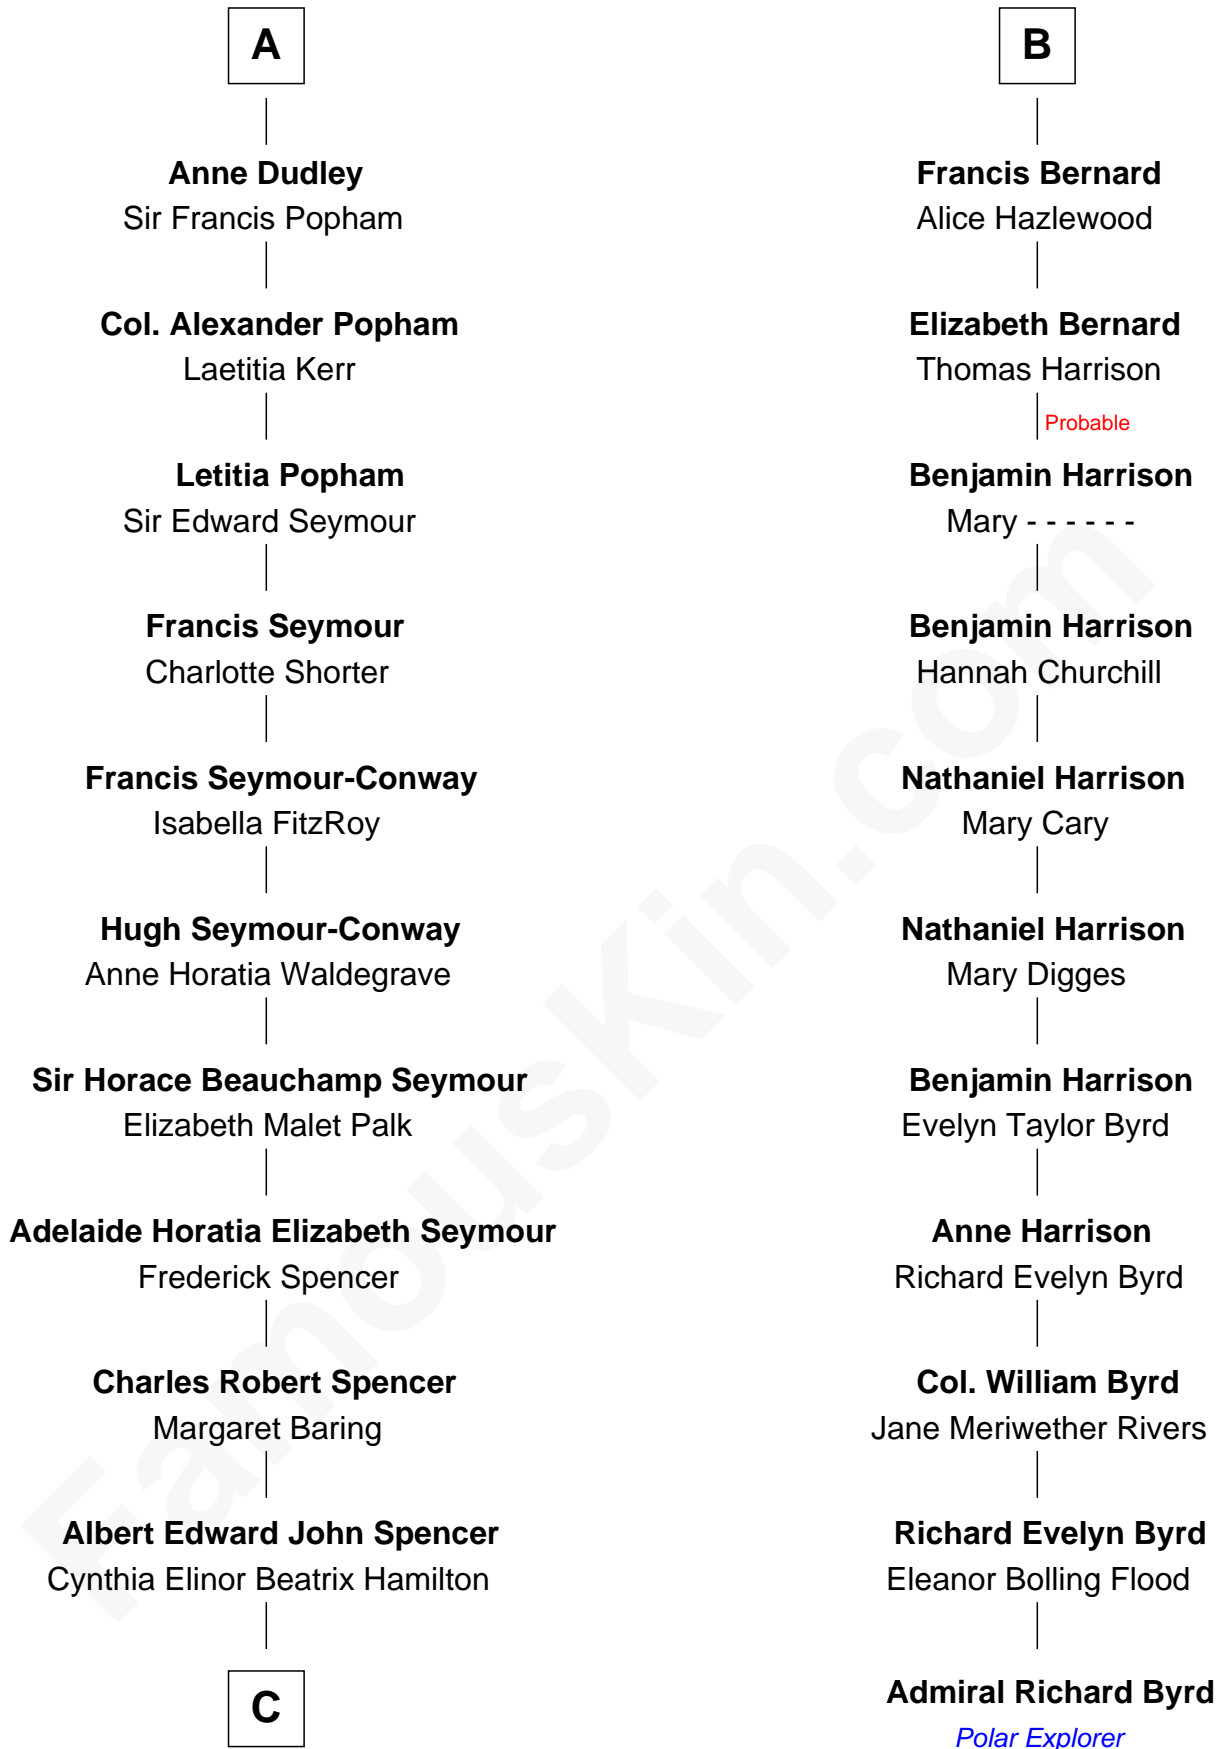 A
Anne Dudley
Sir Francis Popham
Col. Alexander Popham
Laetitia Kerr
Letitia Popham
Sir Edward Seymour
Francis Seymour
Charlotte Shorter
Francis Seymour-Conway
Isabella FitzRoy
Hugh Seymour-Conway
Anne Horatia Waldegrave
Sir Horace Beauchamp Seymour
Elizabeth Malet Palk
Adelaide Horatia Elizabeth Seymour
Frederick Spencer
Charles Robert Spencer
Margaret Baring
Albert Edward John Spencer
Cynthia Elinor Beatrix Hamilton
C
B
Francis Bernard
Alice Hazlewood
Elizabeth Bernard
Thomas Harrison
Probable
Benjamin Harrison
Mary - - - - - -
Benjamin Harrison
Hannah Churchill
Nathaniel Harrison
Mary Cary
Nathaniel Harrison
Mary Digges
Benjamin Harrison
Evelyn Taylor Byrd
Anne Harrison
Richard Evelyn Byrd
Col. William Byrd
Jane Meriwether Rivers
Richard Evelyn Byrd
Eleanor Bolling Flood
Admiral Richard Byrd
Polar Explorer
FamousKin.com